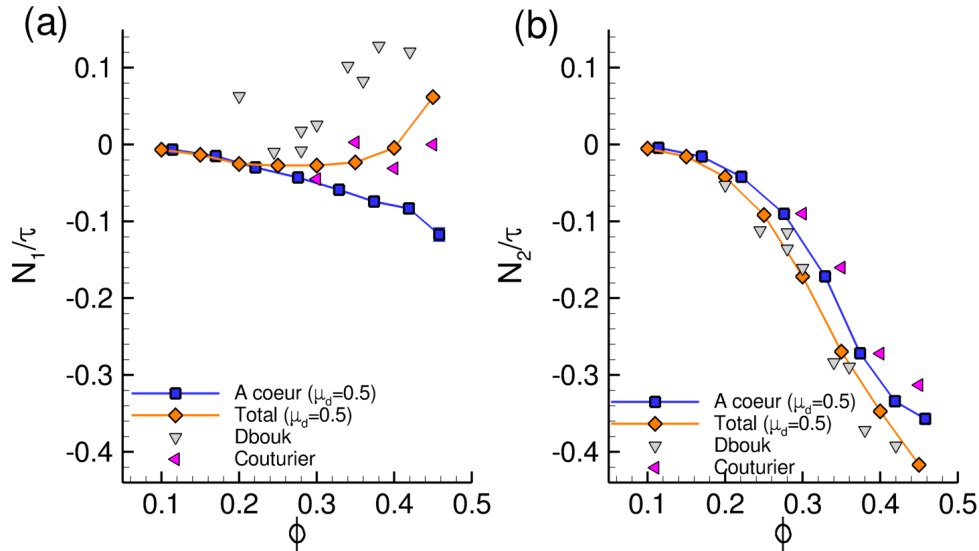 (a)
N₁/τ
0.1
0
-0.1
-0.2
-0.3
-0.4
A coeur (μd=0.5)
Total (μd=0.5)
Dbouk
Couturier
0.1 0.2 0.3 0.4 0.5
ϕ
(b)
N₂/τ
0.1
0
-0.1
-0.2
-0.3
-0.4
A coeur (μd=0.5)
Total (μd=0.5)
Dbouk
Couturier
0.1 0.2 0.3 0.4 0.5
ϕ